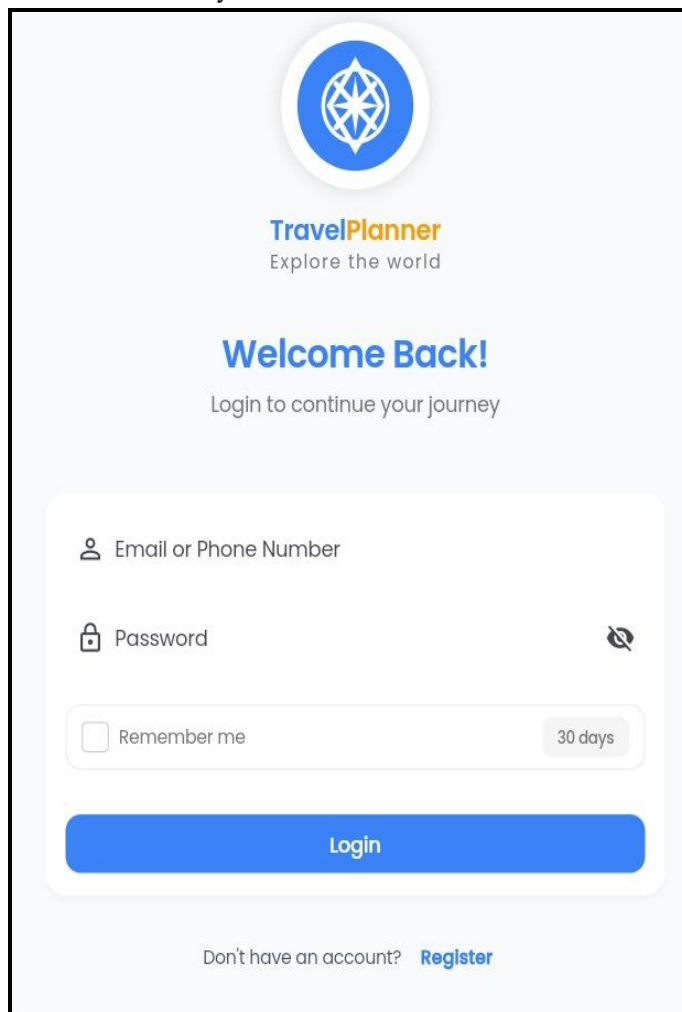 TravelPlanner
Explore the world
Welcome Back!
Login to continue your journey
Email or Phone Number
Password
Remember me 30 days
Login
Don't have an account? Register